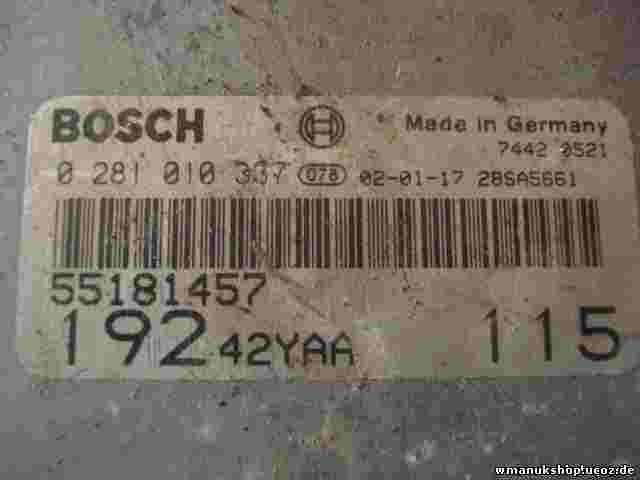 BOSCH Made in Germany
7442 0521
0 281 010 337 078 02-01-17 28SA5661
55181457
192 42YAA 115
wmanukshop!ucoz.de